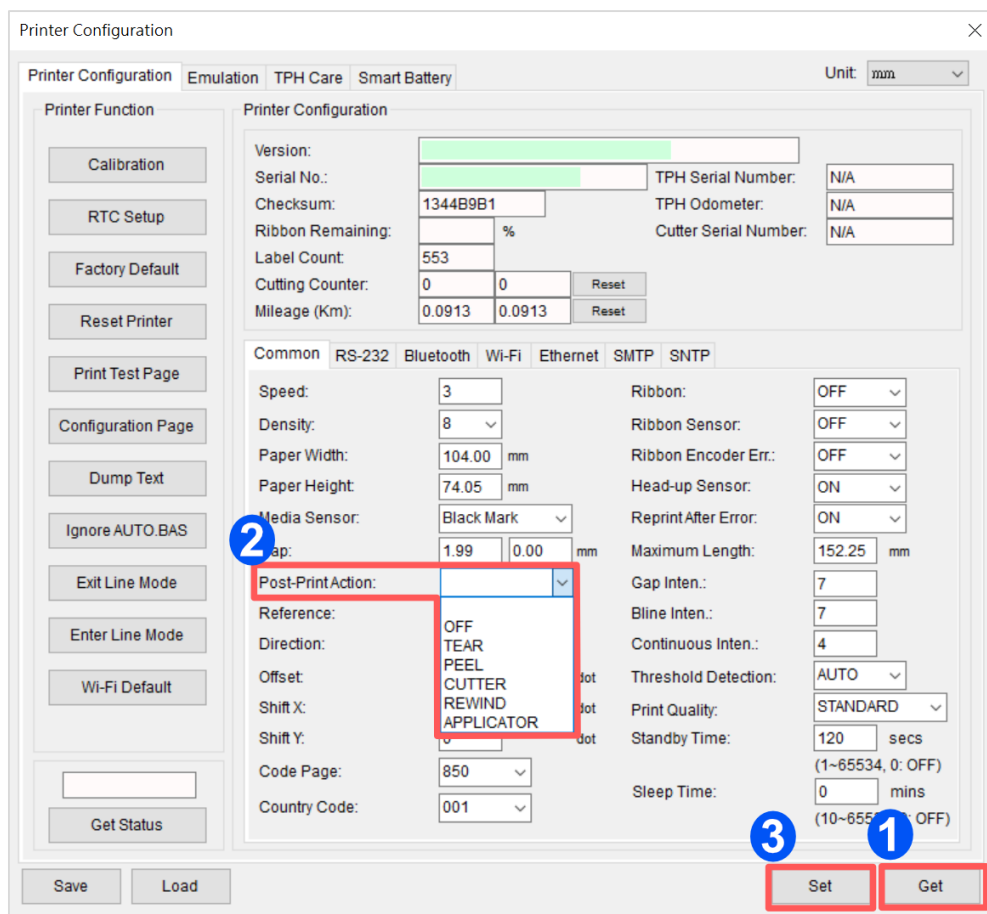 Printer Configuration
Printer Configuration Emulation TPH Care Smart Battery Unit: mm
Printer Function
Calibration
RTC Setup
Factory Default
Reset Printer
Print Test Page
Configuration Page
Dump Text
Ignore AUTO.BAS
Exit Line Mode
Enter Line Mode
Wi-Fi Default
Get Status
Printer Configuration
Version:
Serial No.: TPH Serial Number: N/A
Checksum: 1344B9B1 TPH Odometer: N/A
Ribbon Remaining: % Cutter Serial Number: N/A
Label Count: 553
Cutting Counter: 0 0 Reset
Mileage (Km): 0.0913 0.0913 Reset
Common RS-232 Bluetooth Wi-Fi Ethernet SMTP SNTP
Speed: 3 Ribbon: OFF
Density: 8 Ribbon Sensor: OFF
Paper Width: 104.00 mm Ribbon Encoder Err.: OFF
Paper Height: 74.05 mm Head-up Sensor: ON
Media Sensor: Black Mark Reprint After Error: ON
2
ap: 1.99 0.00 mm Maximum Length: 152.25 mm
Post-Print Action: Gap Inten.: 7
Reference: Bline Inten.: 7
OFF
TEAR
PEEL
CUTTER
REWIND
APPLICATOR
Direction: Continuous Inten.: 4
Offset: dot Threshold Detection: AUTO
Shift X: dot Print Quality: STANDARD
Shift Y: dot Standby Time: 120 secs
(1~65534, 0: OFF)
Code Page: 850
Sleep Time: 0 mins
Country Code: 001
OFF)
3 1
Save Load Set Get